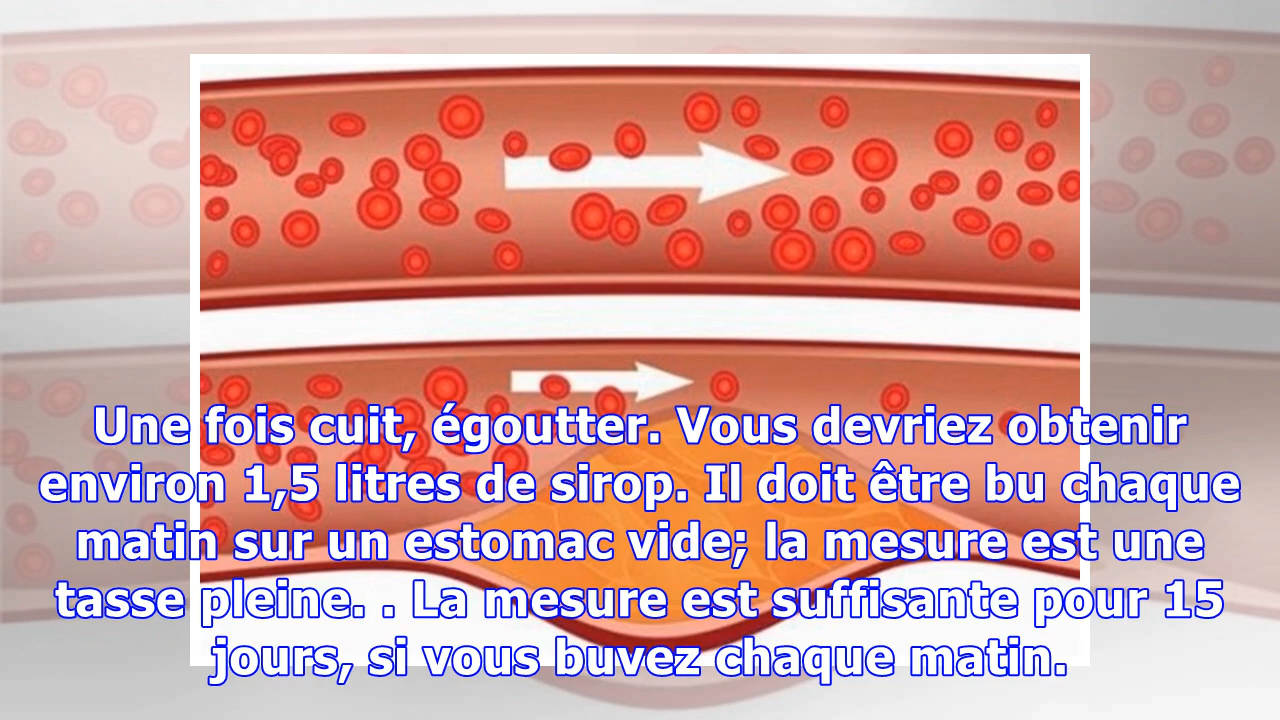 Une fois cuit, égoutter. Vous devriez obtenir
environ 1,5 litres de sirop. Il doit être bu chaque
matin sur un estomac vide; la mesure est une
tasse pleine. . La mesure est suffisante pour 15
jours, si vous buvez chaque matin.